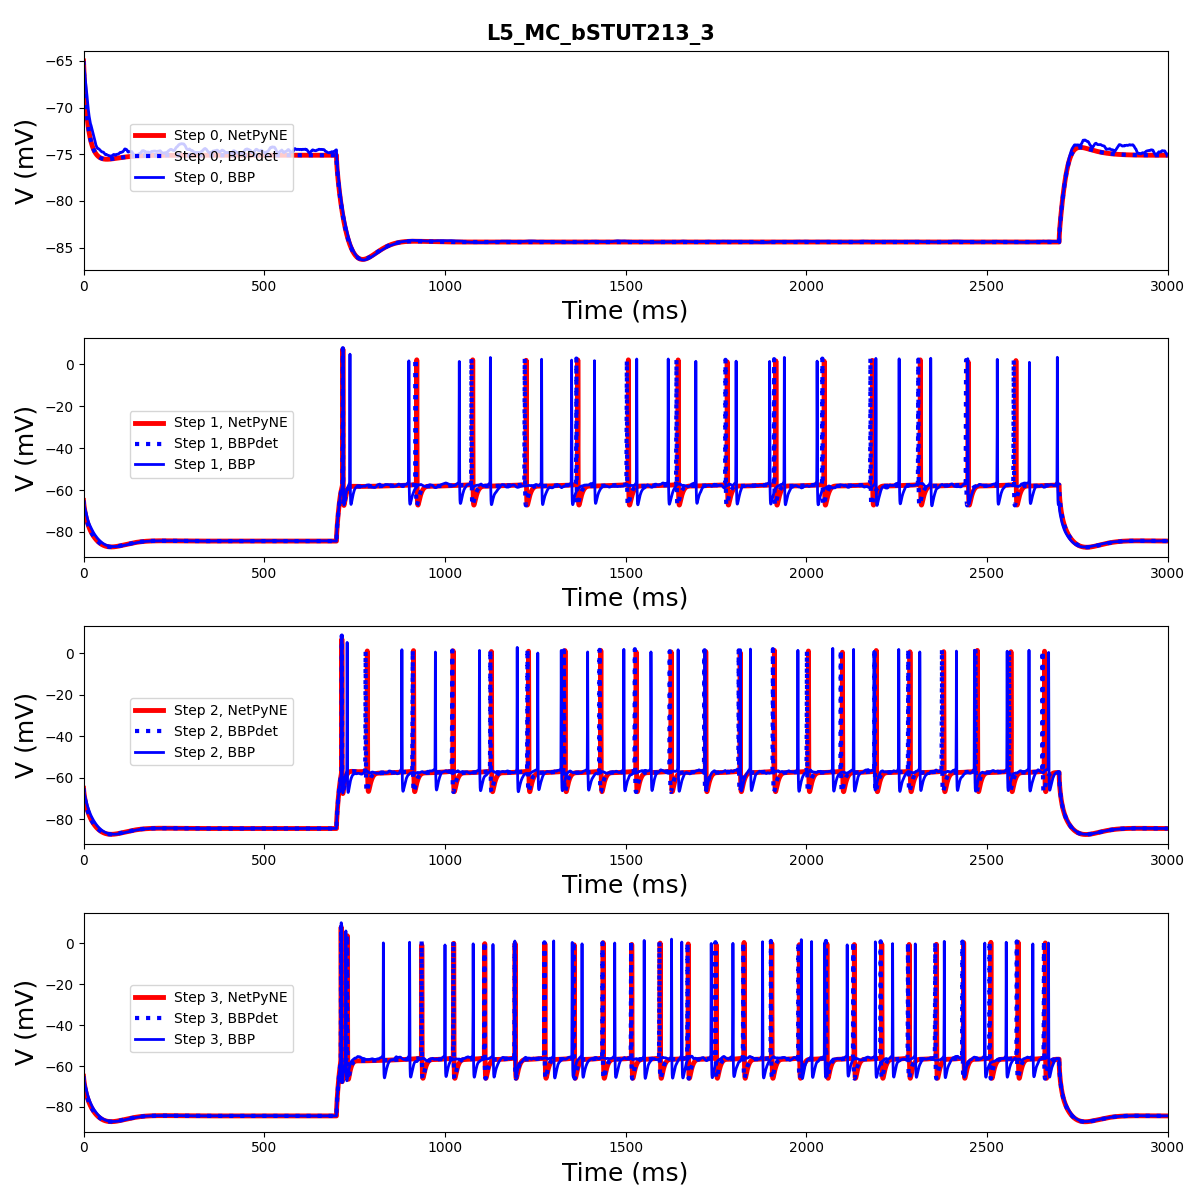 L5_MC_bSTUT213_3
−65
−70
−75
−80
−85
V (mV)
Step 0, NetPyNE
Step 0, BBPdet
Step 0, BBP
0 500 1000 1500 2000 2500 3000
Time (ms)
0
−20
−40
−60
−80
V (mV)
Step 1, NetPyNE
Step 1, BBPdet
Step 1, BBP
0 500 1000 1500 2000 2500 3000
Time (ms)
0
−20
−40
−60
−80
V (mV)
Step 2, NetPyNE
Step 2, BBPdet
Step 2, BBP
0 500 1000 1500 2000 2500 3000
Time (ms)
0
−20
−40
−60
−80
V (mV)
Step 3, NetPyNE
Step 3, BBPdet
Step 3, BBP
0 500 1000 1500 2000 2500 3000
Time (ms)